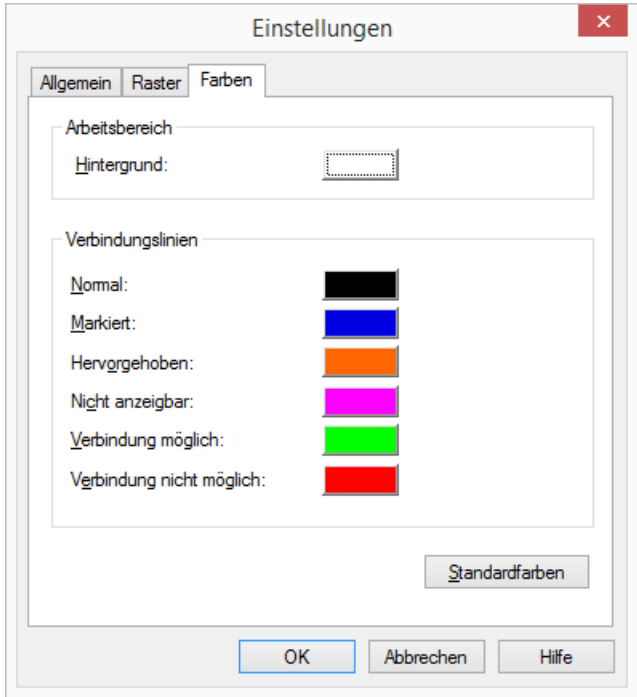 Einstellungen
Allgemein Raster Farben
Arbeitsbereich
Hintergrund:
Verbindungslinien
Normal:
Markiert:
Hervorgehoben:
Nicht anzeigbar:
Verbindung möglich:
Verbindung nicht möglich:
Standardfarben
OK Abbrechen Hilfe